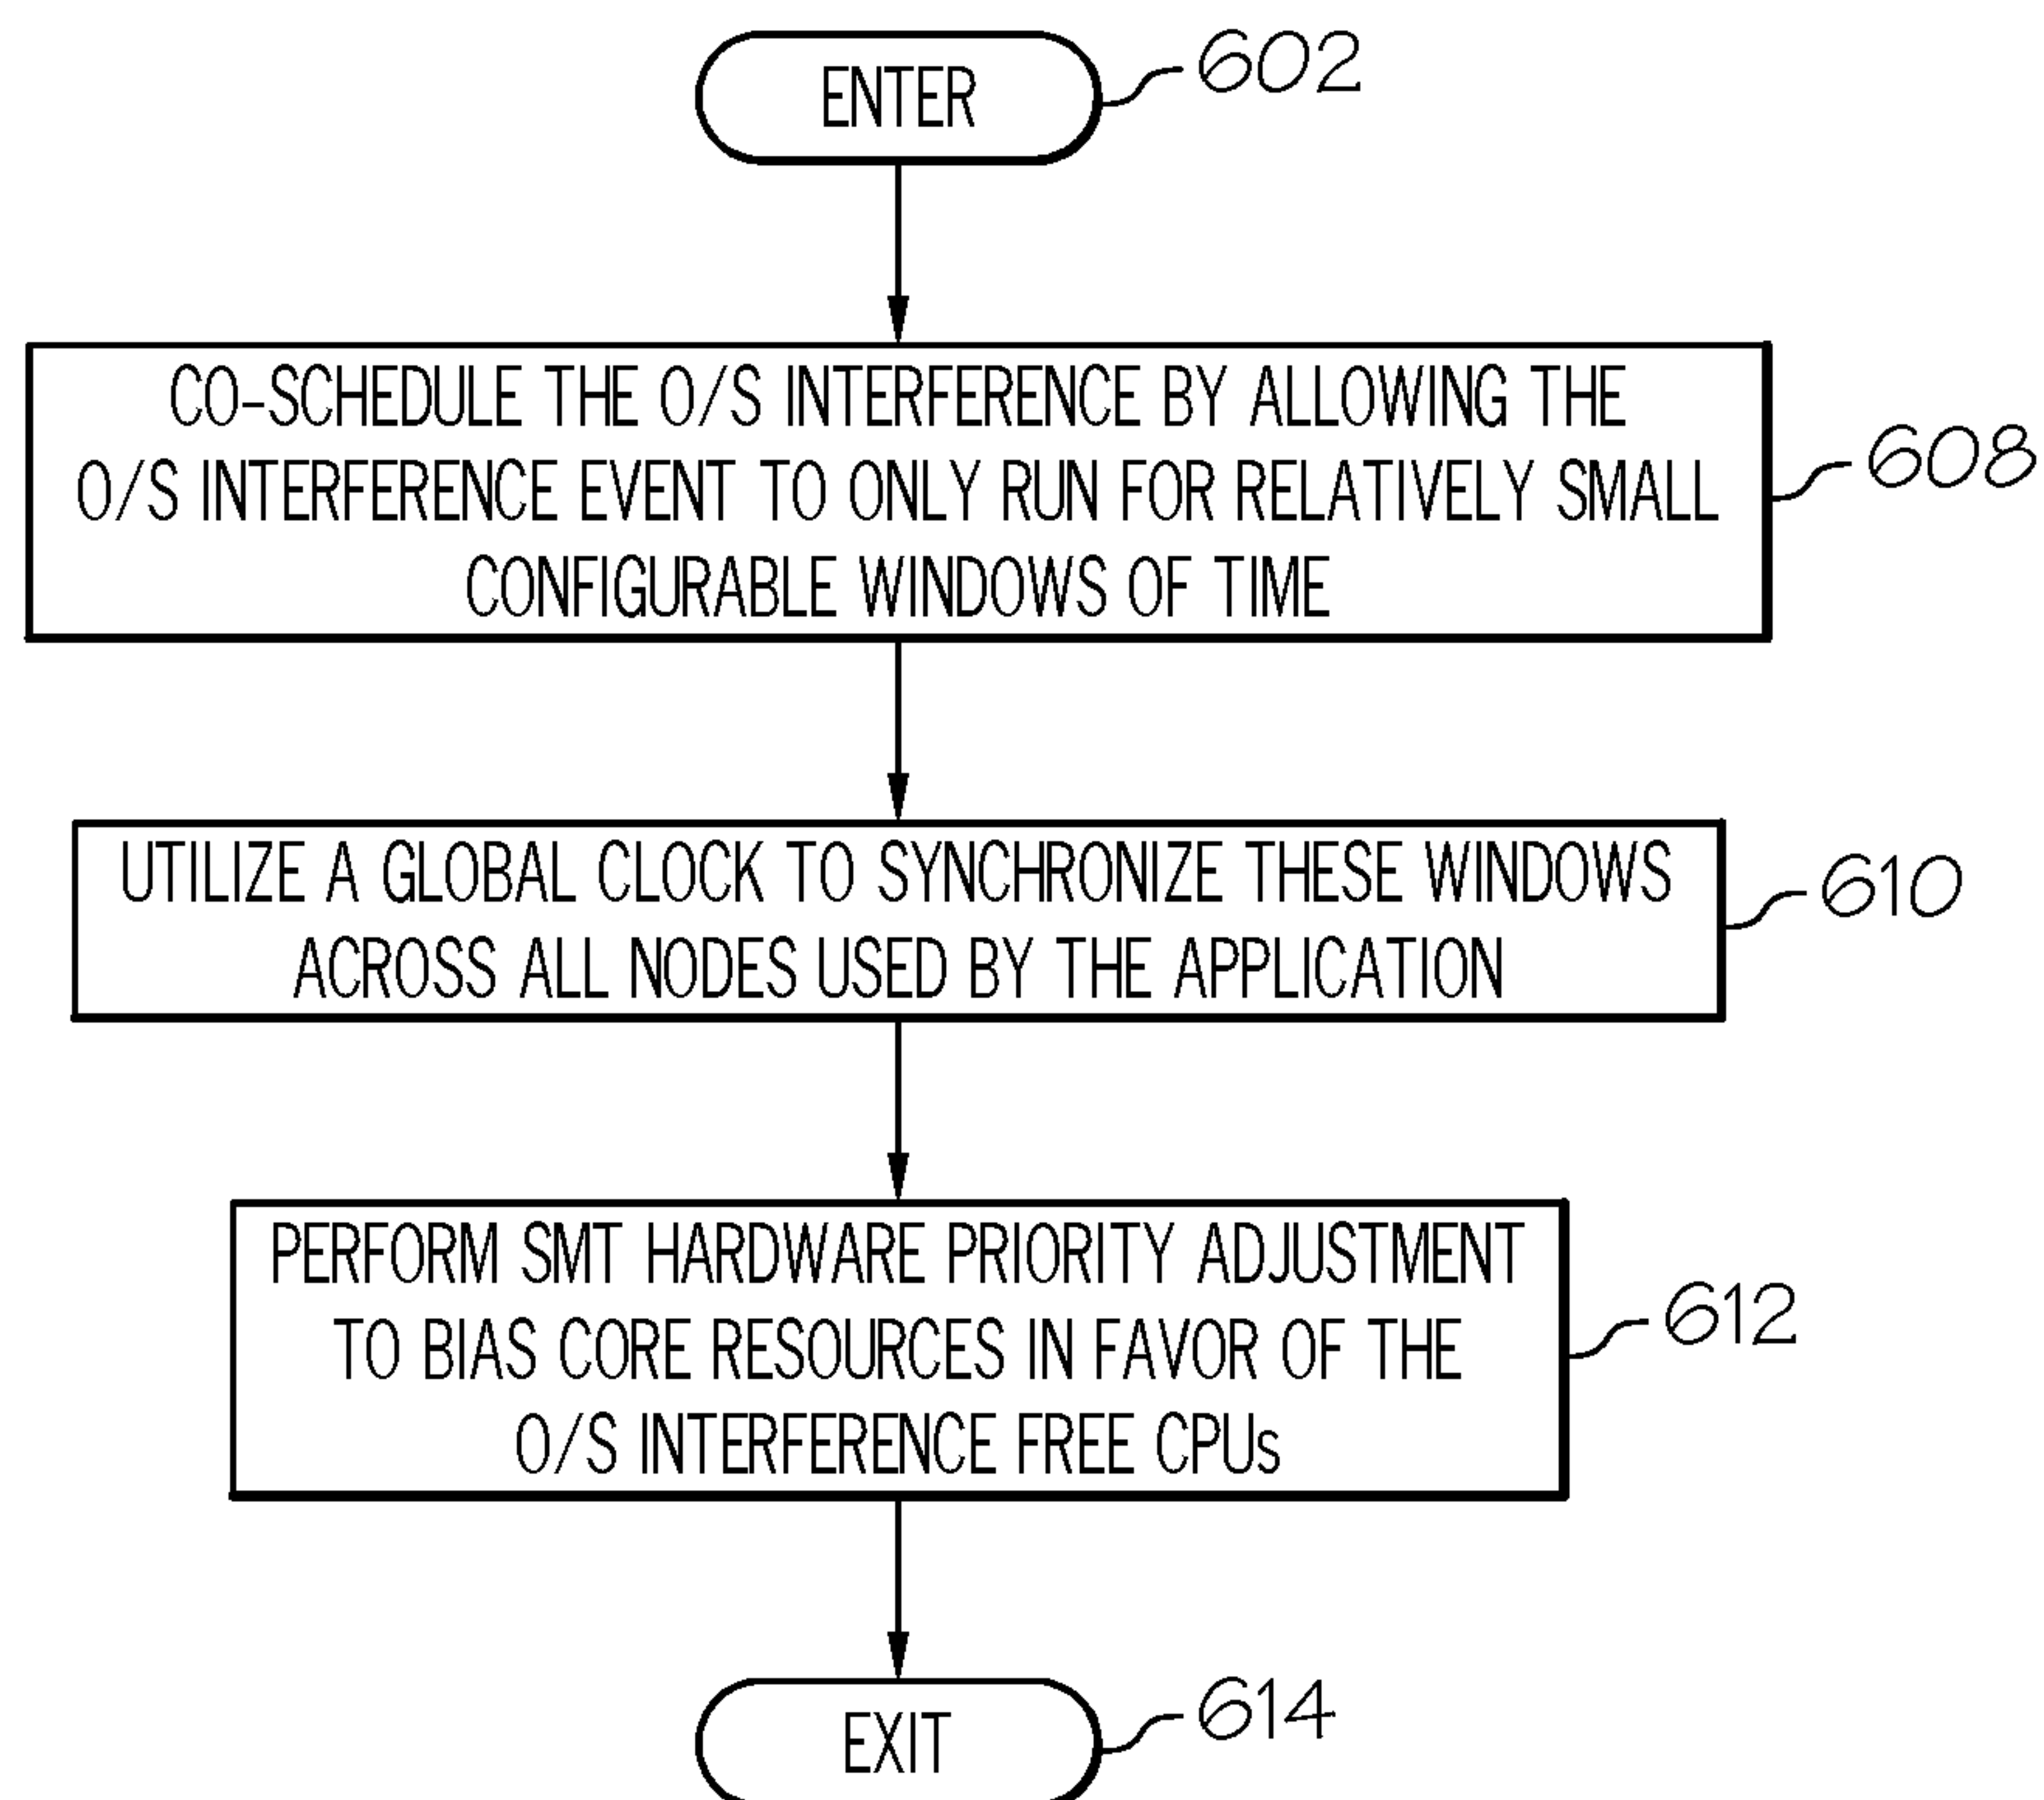 ENTER
602
CO-SCHEDULE THE O/S INTERFERENCE BY ALLOWING THE
O/S INTERFERENCE EVENT TO ONLY RUN FOR RELATIVELY SMALL
CONFIGURABLE WINDOWS OF TIME
608
UTILIZE A GLOBAL CLOCK TO SYNCHRONIZE THESE WINDOWS
ACROSS ALL NODES USED BY THE APPLICATION
610
PERFORM SMT HARDWARE PRIORITY ADJUSTMENT
TO BIAS CORE RESOURCES IN FAVOR OF THE
O/S INTERFERENCE FREE CPUs
612
EXIT
614